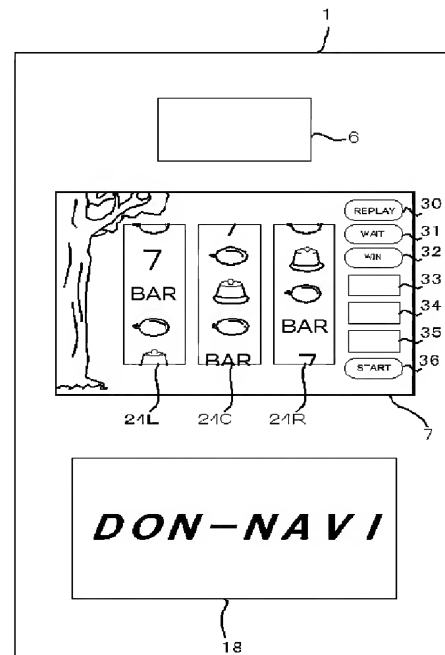 1
6
REPLAY 30
WAIT 31
WIN 32
33
34
35
START 36
7
BAR
BAR
BAR
7
7
7
21L 21C 21R
7
DON-NAVI
18